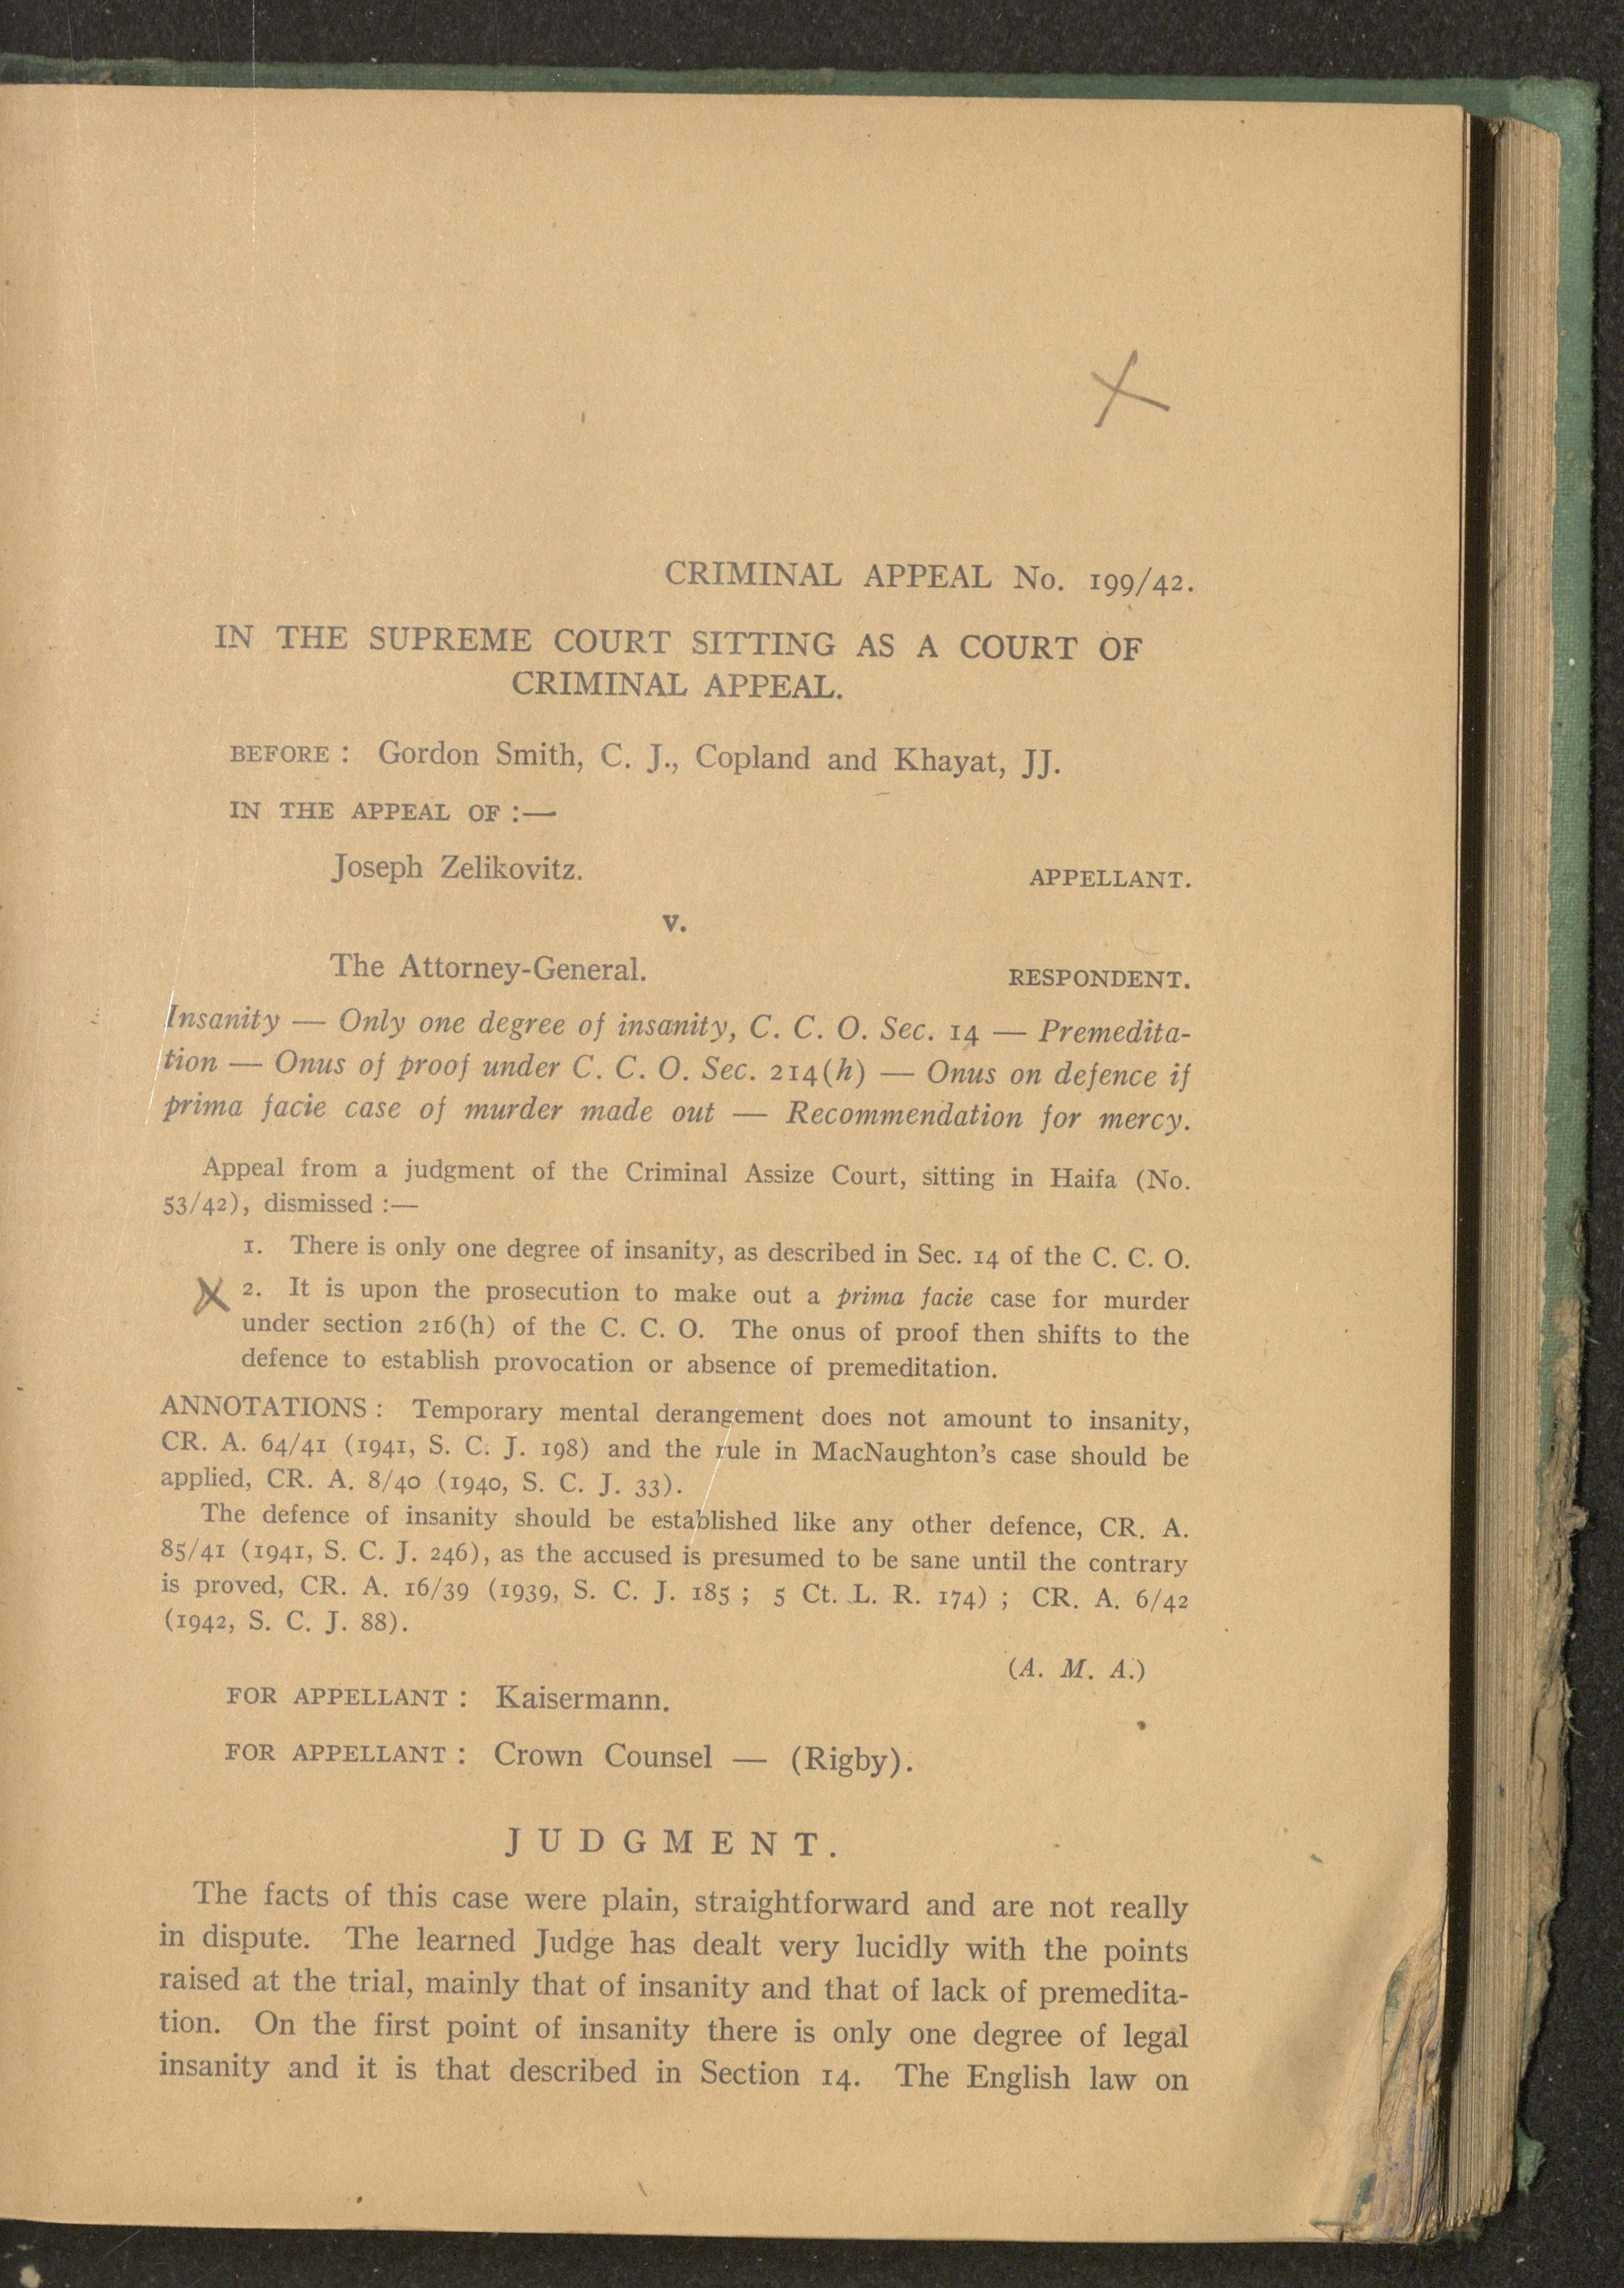 CRIMINAL APPEAL No. 199/42.
IN THE SUPREME COURT SITTING AS A COURT OF
CRIMINAL APPEAL.
BEFORE : Gordon Smith, C. J., Copland and Khayat, JJ.
IN THE APPEAL OF :—
Joseph Zelikovitz. APPELLANT.
v.
The Attorney-General. RESPONDENT.
Insanity — Only one degree of insanity, C. C. O. Sec. 14 — Premedita-
tion — Onus of proof under C. C. O. Sec. 214(h) — Onus on defence if
prima facie case of murder made out — Recommendation for mercy.
Appeal from a judgment of the Criminal Assize Court, sitting in Haifa (No.
53/42), dismissed :—
1. There is only one degree of insanity, as described in Sec. 14 of the C. C. O.
2. It is upon the prosecution to make out a prima facie case for murder
under section 216(h) of the C. C. O. The onus of proof then shifts to the
defence to establish provocation or absence of premeditation.
ANNOTATIONS : Temporary mental derangement does not amount to insanity,
CR. A. 64/41 (1941, S. C. J. 198) and the rule in MacNaughton's case should be
applied, CR. A. 8/40 (1940, S. C. J. 33).
The defence of insanity should be established like any other defence, CR. A.
85/41 (1941, S. C. J. 246), as the accused is presumed to be sane until the contrary
is proved, CR. A. 16/39 (1939, S. C. J. 185 ; 5 Ct. L. R. 174) ; CR. A. 6/42
(1942, S. C. J. 88).
(A. M. A.)
FOR APPELLANT : Kaisermann.
FOR APPELLANT : Crown Counsel — (Rigby).
JUDGMENT.
The facts of this case were plain, straightforward and are not really
in dispute. The learned Judge has dealt very lucidly with the points
raised at the trial, mainly that of insanity and that of lack of premedita-
tion. On the first point of insanity there is only one degree of legal
insanity and it is that described in Section 14. The English law on